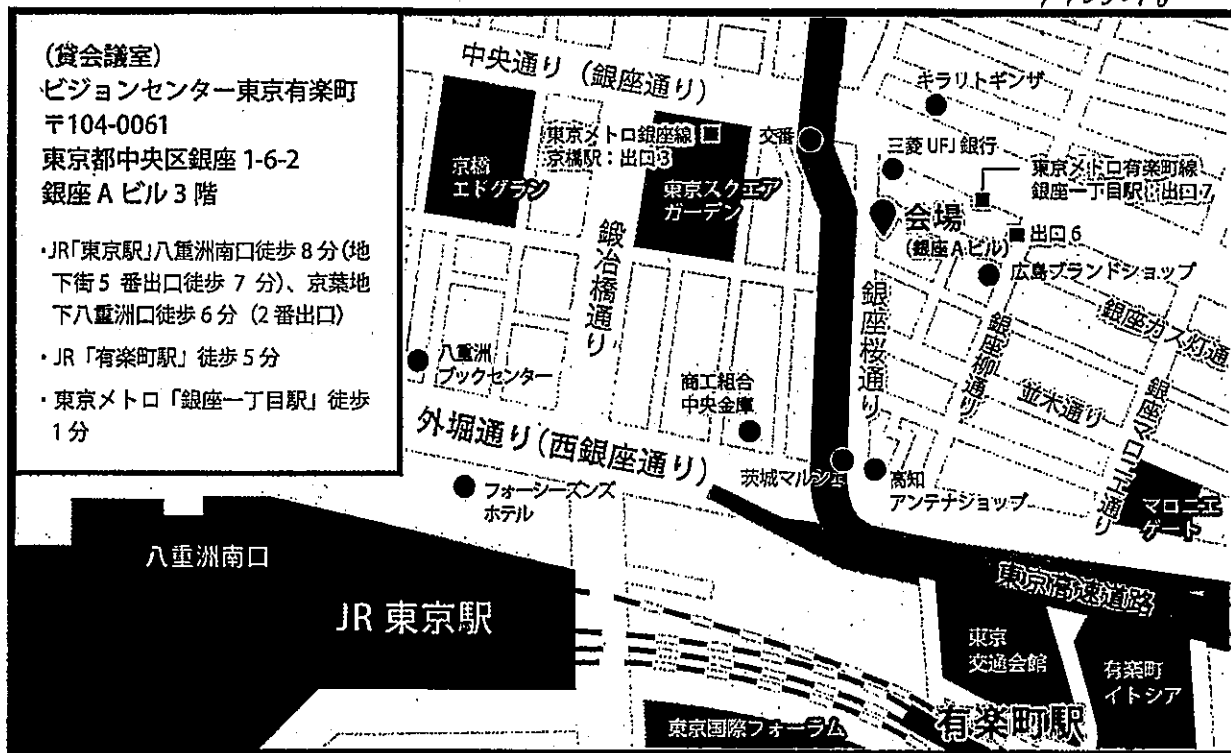 (貸会議室)
ビジョンセンター東京有楽町
〒104-0061
東京都中央区銀座 1-6-2
銀座 A ビル 3 階
・JR「東京駅」八重洲南口徒歩 8 分(地
下街 5 番出口徒歩 7 分)、京葉地
下八重洲口徒歩 6 分（2 番出口）
・JR「有楽町駅」徒歩 5 分
・東京メトロ「銀座一丁目駅」徒歩
1 分
中央通り（銀座通り）
キラリトギンザ
東京メトロ銀座線
京橋駅：出口 3
交番
三菱 UFJ 銀行
京橋
エドグラン
東京スクエア
ガーデン
東京メトロ有楽町線
銀座一丁目駅：出口 7
会場
(銀座 A ビル)
出口 6
広島ブランドショップ
鍛冶橋通り
銀座桜通り
銀座柳通り
銀座ガス灯通
並木通り
銀座マロニエ通り
八重洲
ブックセンター
商工組合
中央金庫
外堀通り(西銀座通り)
茨城マルシェ
高知
アンテナショップ
マロニエ
ゲート
フォーシーズンズ
ホテル
八重洲南口
JR 東京駅
東京高速道路
東京
交通会館
有楽町
イトシア
有楽町駅
東京国際フォーラム